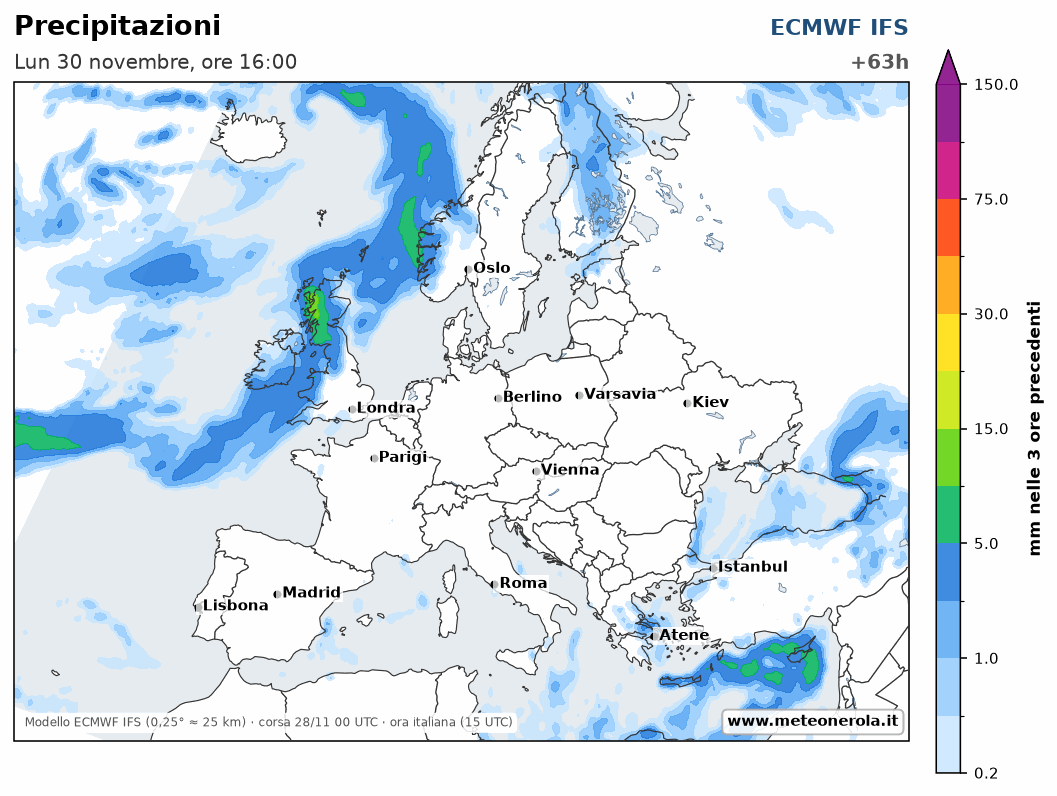 Precipitazioni
ECMWF IFS
Lun 30 novembre, ore 16:00
+63h
150.0
75.0
30.0
15.0
5.0
1.0
0.2
mm nelle 3 ore precedenti
Oslo
Berlino
Varsavia
Kiev
Londra
Parigi
Vienna
Istanbul
Roma
Madrid
Lisbona
Atene
Modello ECMWF IFS (0,25° ≈ 25 km) · corsa 28/11 00 UTC · ora italiana (15 UTC)
www.meteonerola.it